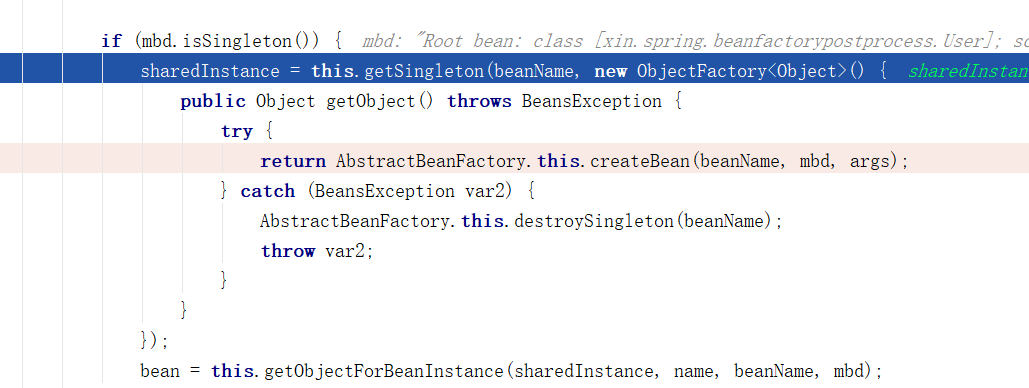 if (mbd.isSingleton()) { mbd: "Root bean: class [xin.spring.beanfactorypostprocess.User];
sharedInstance = this.getSingleton(beanName, new ObjectFactory<Object>() {
public Object getObject() throws BeansException {
try {
return AbstractBeanFactory.this.createBean(beanName, mbd, args);
} catch (BeansException var2) {
AbstractBeanFactory.this.destroySingleton(beanName);
throw var2;
}
}
});
bean = this.getObjectForBeanInstance(sharedInstance, name, beanName, mbd);